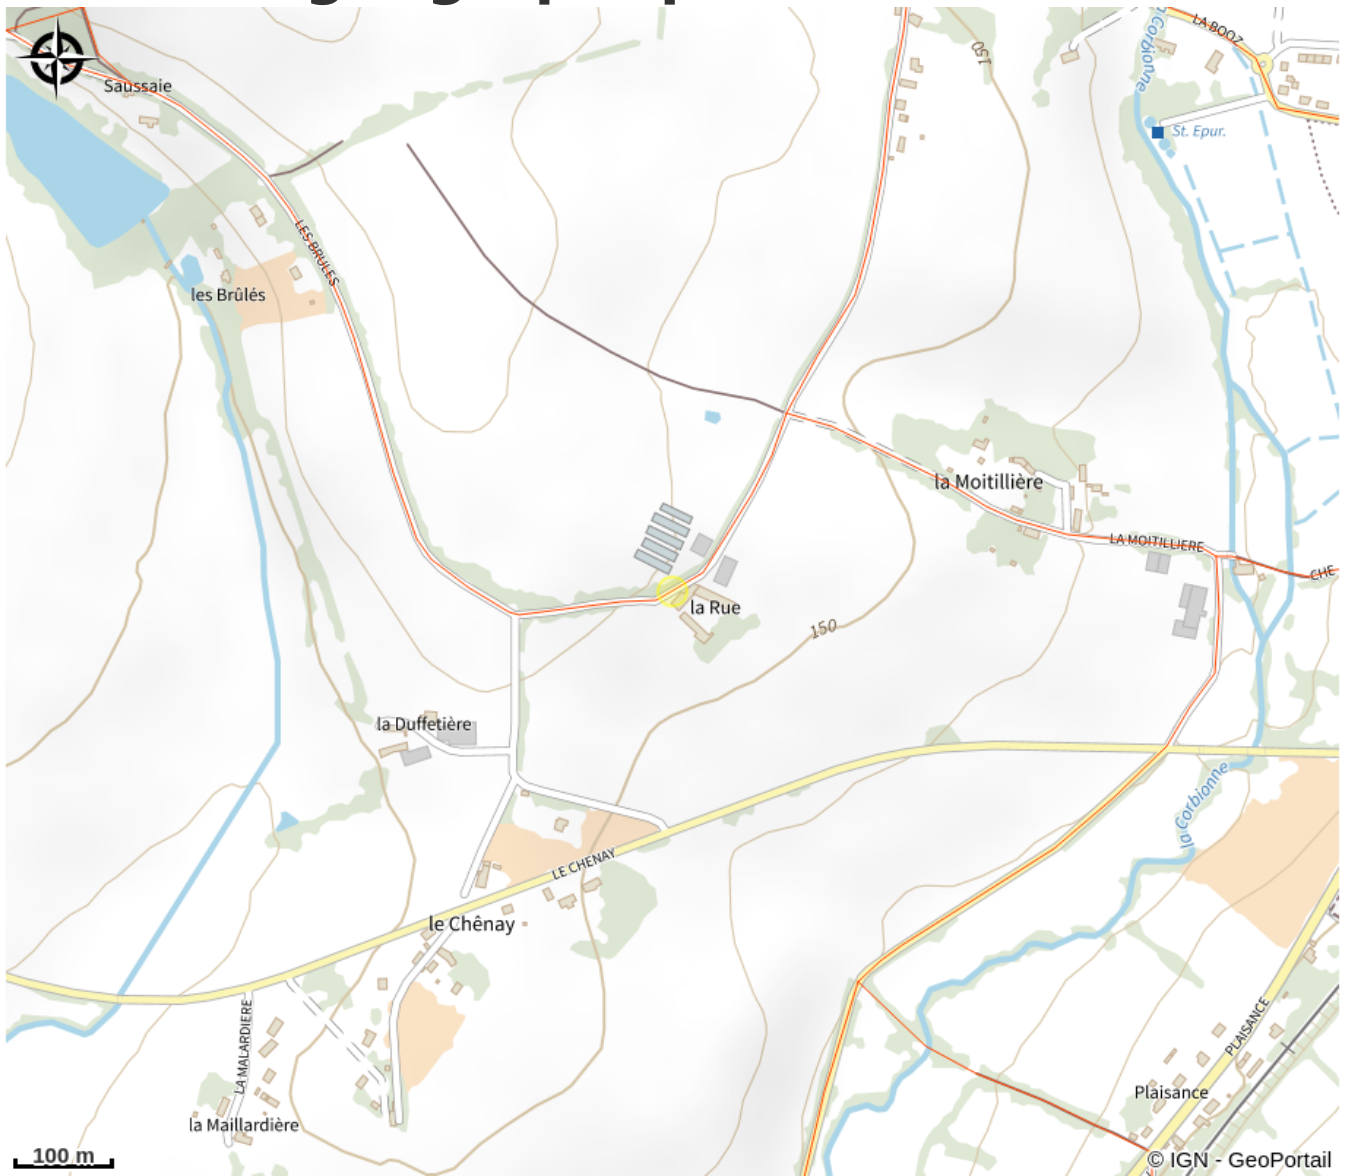 LA BOOZ
150
la Corbionne
Saussaie
St. Epur.
LES BRULES
les Brûlés
la Moitillière
LA MOITILLIERE
CHE
la Rue
150
la Duffetière
la Corbionne
LE CHENAY
le Chênay
LA MALARDIERE
PLAISANCE
Plaisance
la Maillardière
100 m
© IGN - GeoPortail